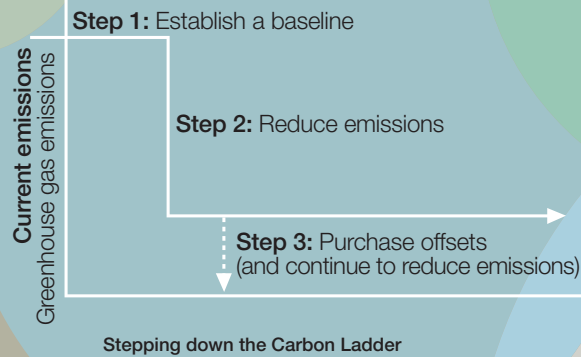 Step 1: Establish a baseline
Current emissions
Greenhouse gas emissions
Step 2: Reduce emissions
Step 3: Purchase offsets
(and continue to reduce emissions)
Stepping down the Carbon Ladder